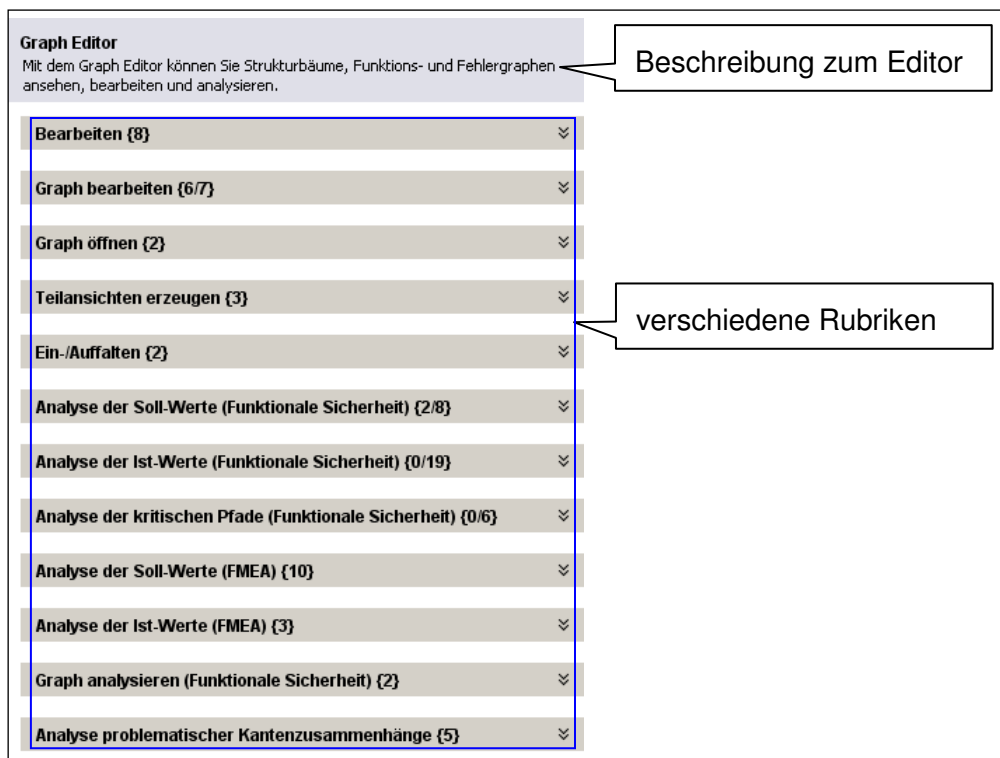 Graph Editor
Mit dem Graph Editor können Sie Strukturbäume, Funktions- und Fehlergraphen
ansehen, bearbeiten und analysieren.
Beschreibung zum Editor
Bearbeiten {8}
Graph bearbeiten {6/7}
Graph öffnen {2}
Teilansichten erzeugen {3}
verschiedene Rubriken
Ein-/Auffalten {2}
Analyse der Soll-Werte (Funktionale Sicherheit) {2/8}
Analyse der Ist-Werte (Funktionale Sicherheit) {0/19}
Analyse der kritischen Pfade (Funktionale Sicherheit) {0/6}
Analyse der Soll-Werte (FMEA) {10}
Analyse der Ist-Werte (FMEA) {3}
Graph analysieren (Funktionale Sicherheit) {2}
Analyse problematischer Kantenzusammenhänge {5}